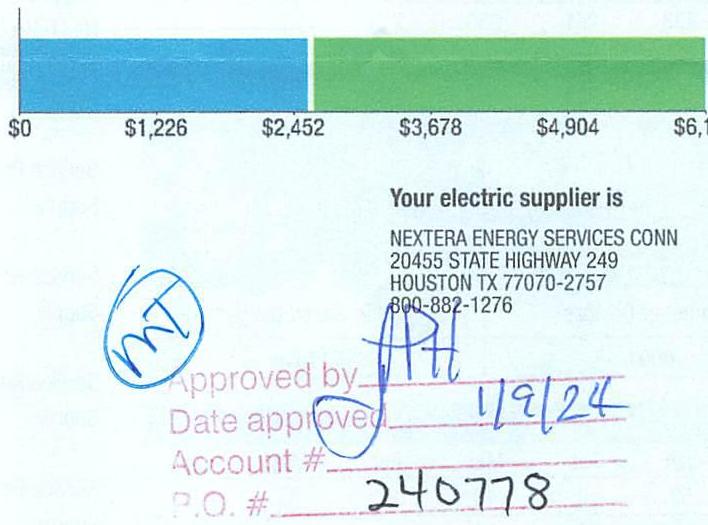 $0 $1,226 $2,452 $3,678 $4,904 $6,1
Your electric supplier is
NEXTERA ENERGY SERVICES CONN
20455 STATE HIGHWAY 249
HOUSTON TX 77070-2757
800-882-1276
MT
Approved by JPH
Date approved 1/9/24
Account #
P.O. # 240778